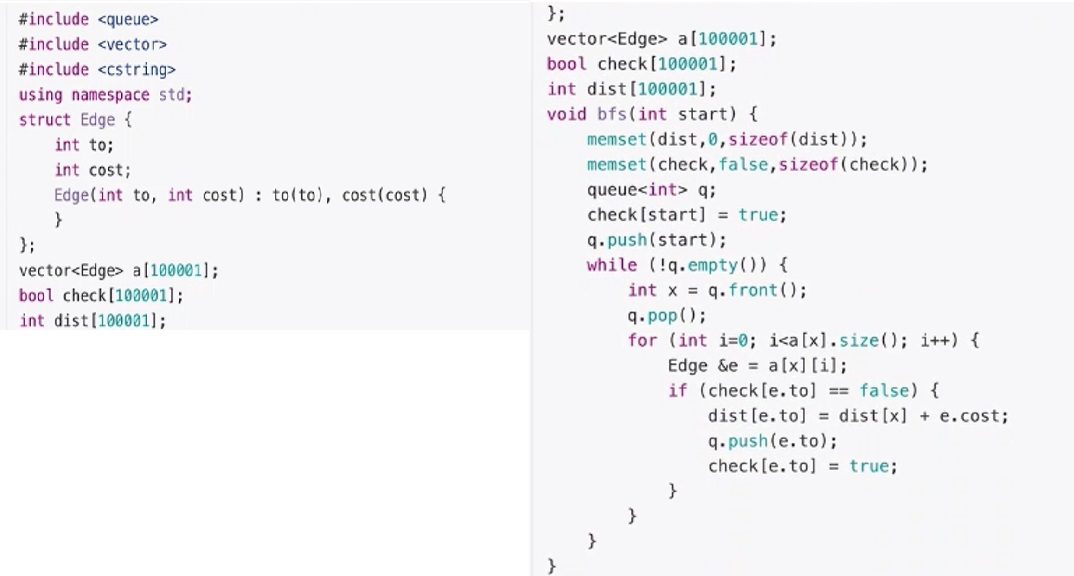 #include <queue>
#include <vector>
#include <cstring>
using namespace std;
struct Edge {
    int to;
    int cost;
    Edge(int to, int cost) : to(to), cost(cost) {
    }
};
vector<Edge> a[100001];
bool check[100001];
int dist[100001];
};
vector<Edge> a[100001];
bool check[100001];
int dist[100001];
void bfs(int start) {
    memset(dist,0,sizeof(dist));
    memset(check,false,sizeof(check));
    queue<int> q;
    check[start] = true;
    q.push(start);
    while (!q.empty()) {
        int x = q.front();
        q.pop();
        for (int i=0; i<a[x].size(); i++) {
            Edge &e = a[x][i];
            if (check[e.to] == false) {
                dist[e.to] = dist[x] + e.cost;
                q.push(e.to);
                check[e.to] = true;
            }
        }
    }
}